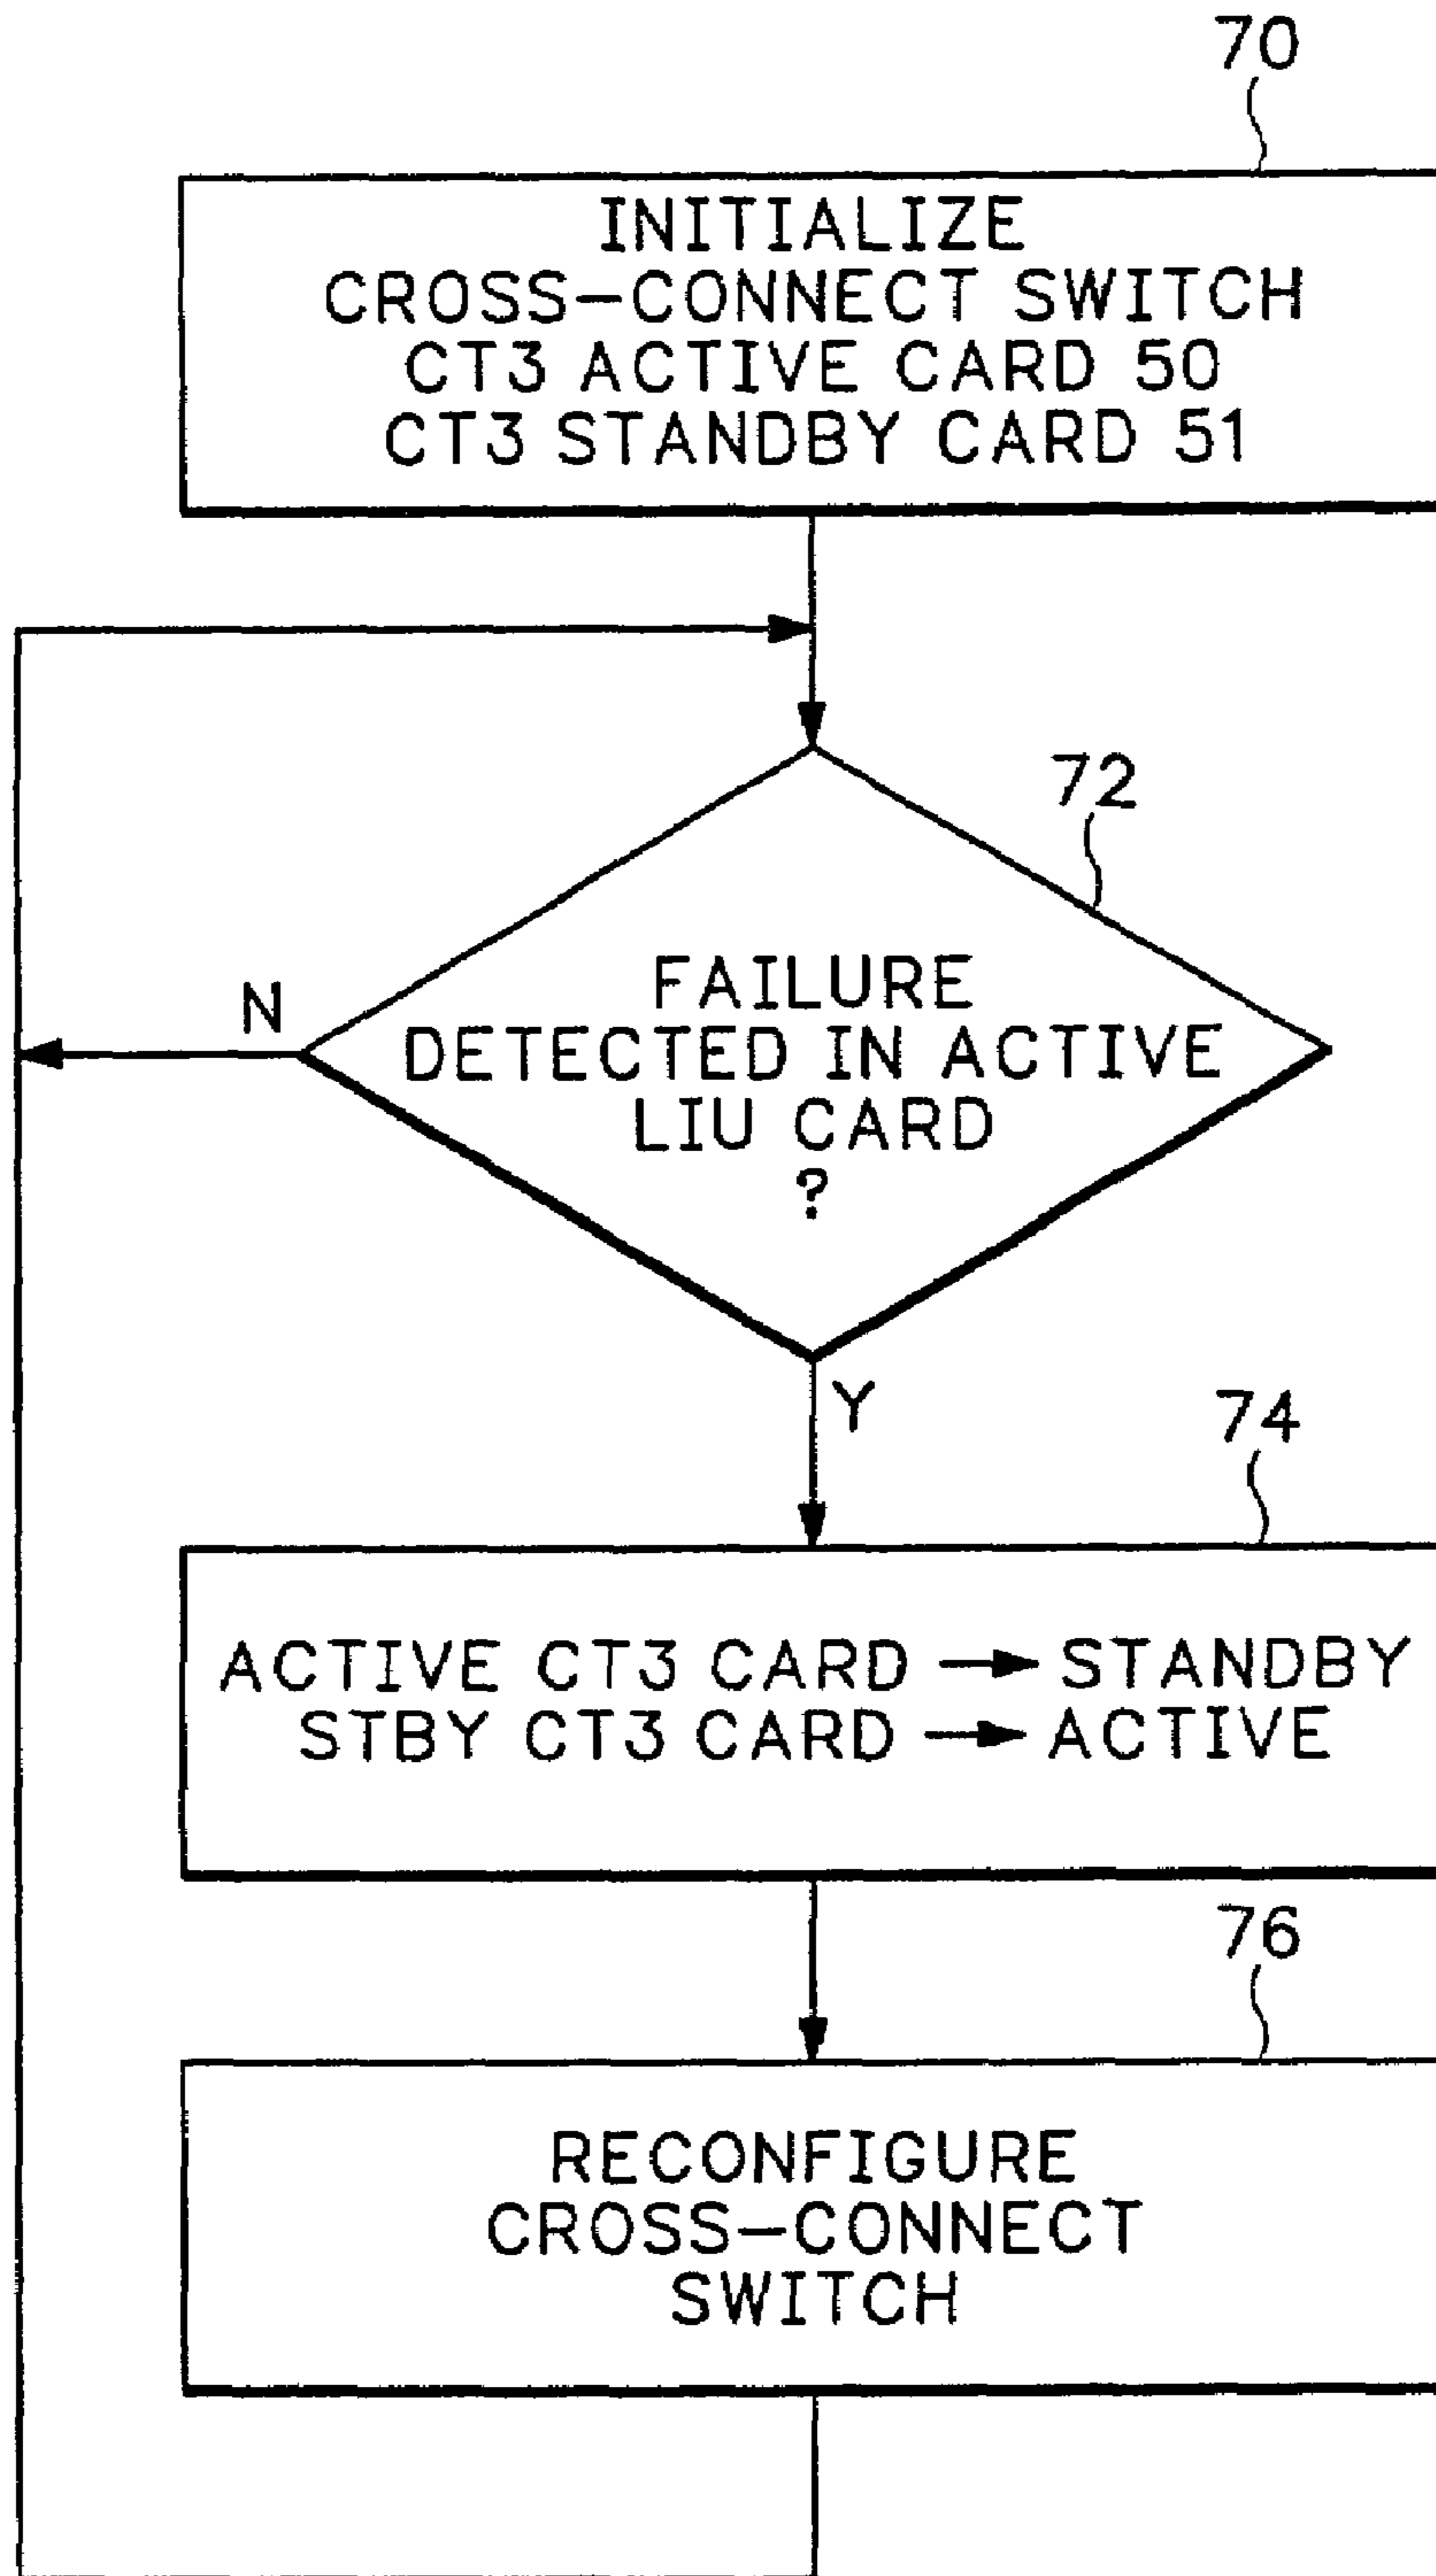 70
INITIALIZE
CROSS-CONNECT SWITCH
CT3 ACTIVE CARD 50
CT3 STANDBY CARD 51
72
FAILURE
DETECTED IN ACTIVE
LIU CARD
?
N
Y
74
ACTIVE CT3 CARD → STANDBY
STBY CT3 CARD → ACTIVE
76
RECONFIGURE
CROSS-CONNECT
SWITCH